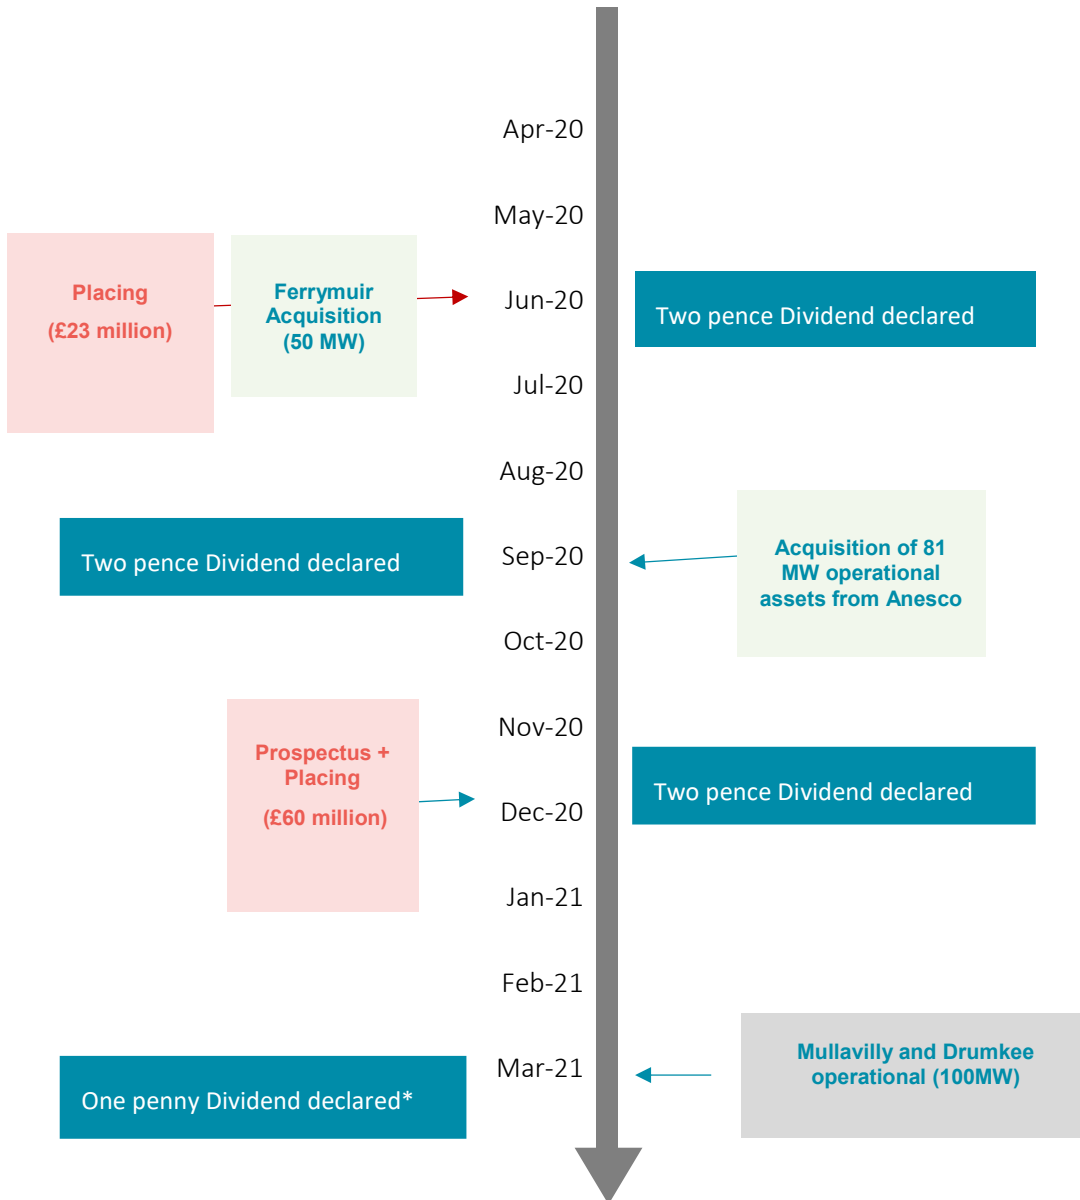 Apr-20
May-20
Placing
(£23 million)
Ferrymuir
Acquisition
(50 MW)
Jun-20
Two pence Dividend declared
Jul-20
Aug-20
Two pence Dividend declared
Sep-20
Acquisition of 81
MW operational
assets from Anesco
Oct-20
Nov-20
Prospectus +
Placing
(£60 million)
Dec-20
Two pence Dividend declared
Jan-21
Feb-21
Mar-21
Mullavilly and Drumkee
operational (100MW)
One penny Dividend declared*